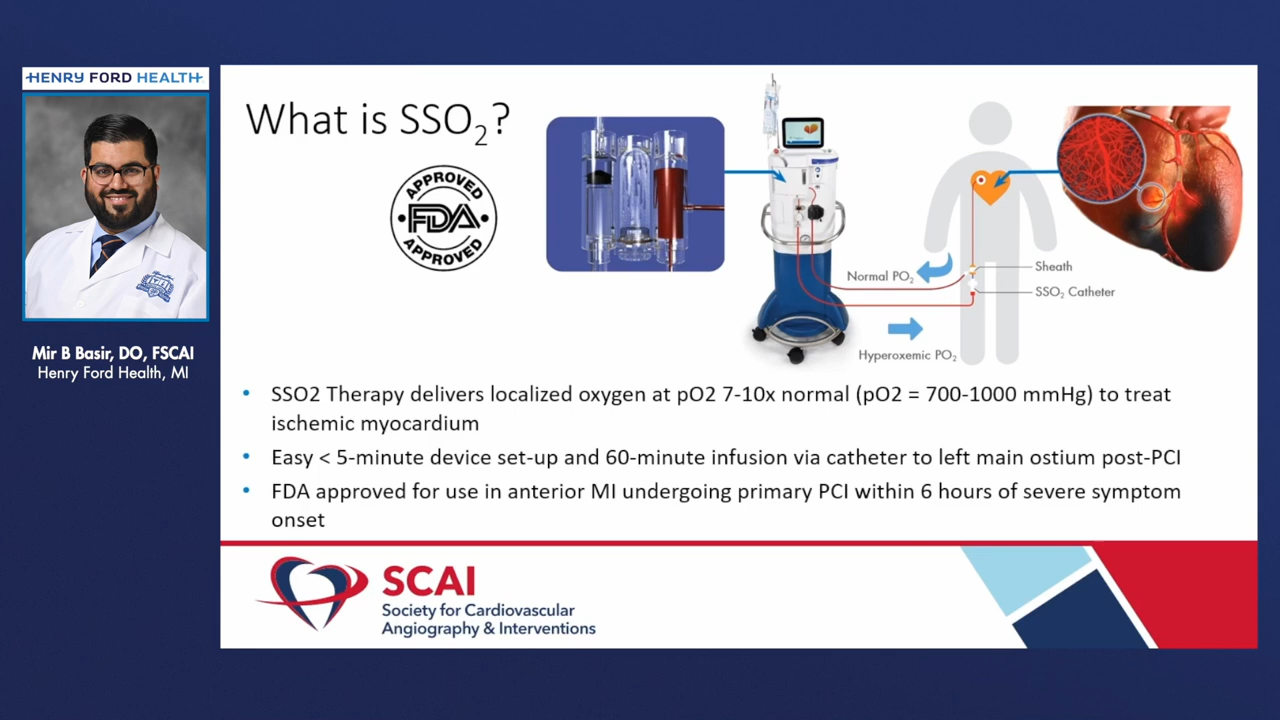 HENRY FORD HEALTH
Mir B Basir, DO, FSCAI
Henry Ford Health, MI
What is SSO2?
APPROVED
FDA
APPROVED
Normal PO2
Sheath
SSO2 Catheter
Hyperoxemic PO2
• SSO2 Therapy delivers localized oxygen at pO2 7-10x normal (pO2 = 700-1000 mmHg) to treat
ischemic myocardium
• Easy < 5-minute device set-up and 60-minute infusion via catheter to left main ostium post-PCI
• FDA approved for use in anterior MI undergoing primary PCI within 6 hours of severe symptom
onset
SCAI
Society for Cardiovascular
Angiography & Interventions